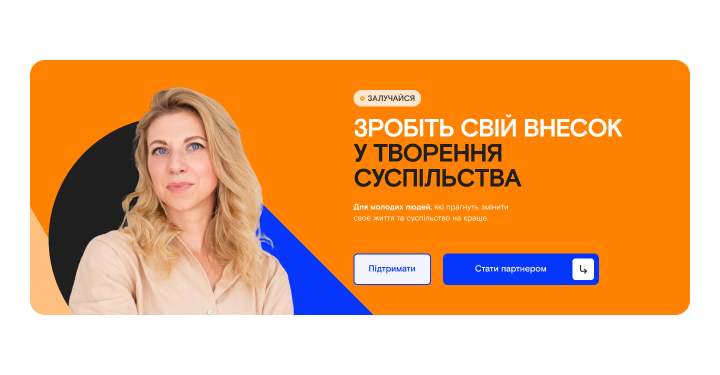 ЗАЛУЧАЙСЯ
ЗРОБІТЬ СВІЙ ВНЕСОК
У ТВОРЕННЯ
СУСПІЛЬСТВА
Для молодих людей, які прагнуть змінити
своє життя та суспільство на краще.
Підтримати
Стати партнером